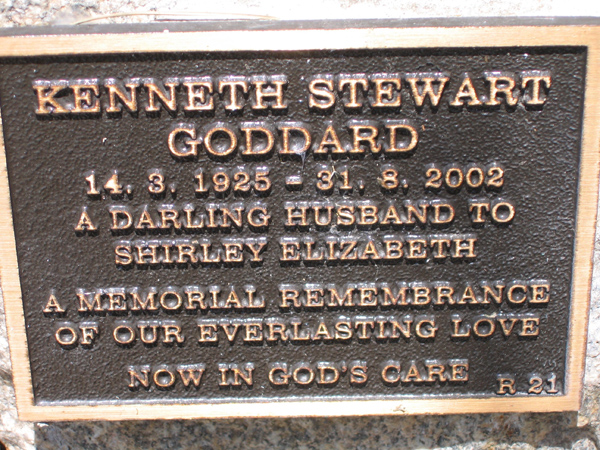 KENNETH STEWART
GODDARD
14. 3. 1925 - 31. 8. 2002
A DARLING HUSBAND TO
SHIRLEY ELIZABETH
A MEMORIAL REMEMBRANCE
OF OUR EVERLASTING LOVE
NOW IN GOD'S CARE
R 21